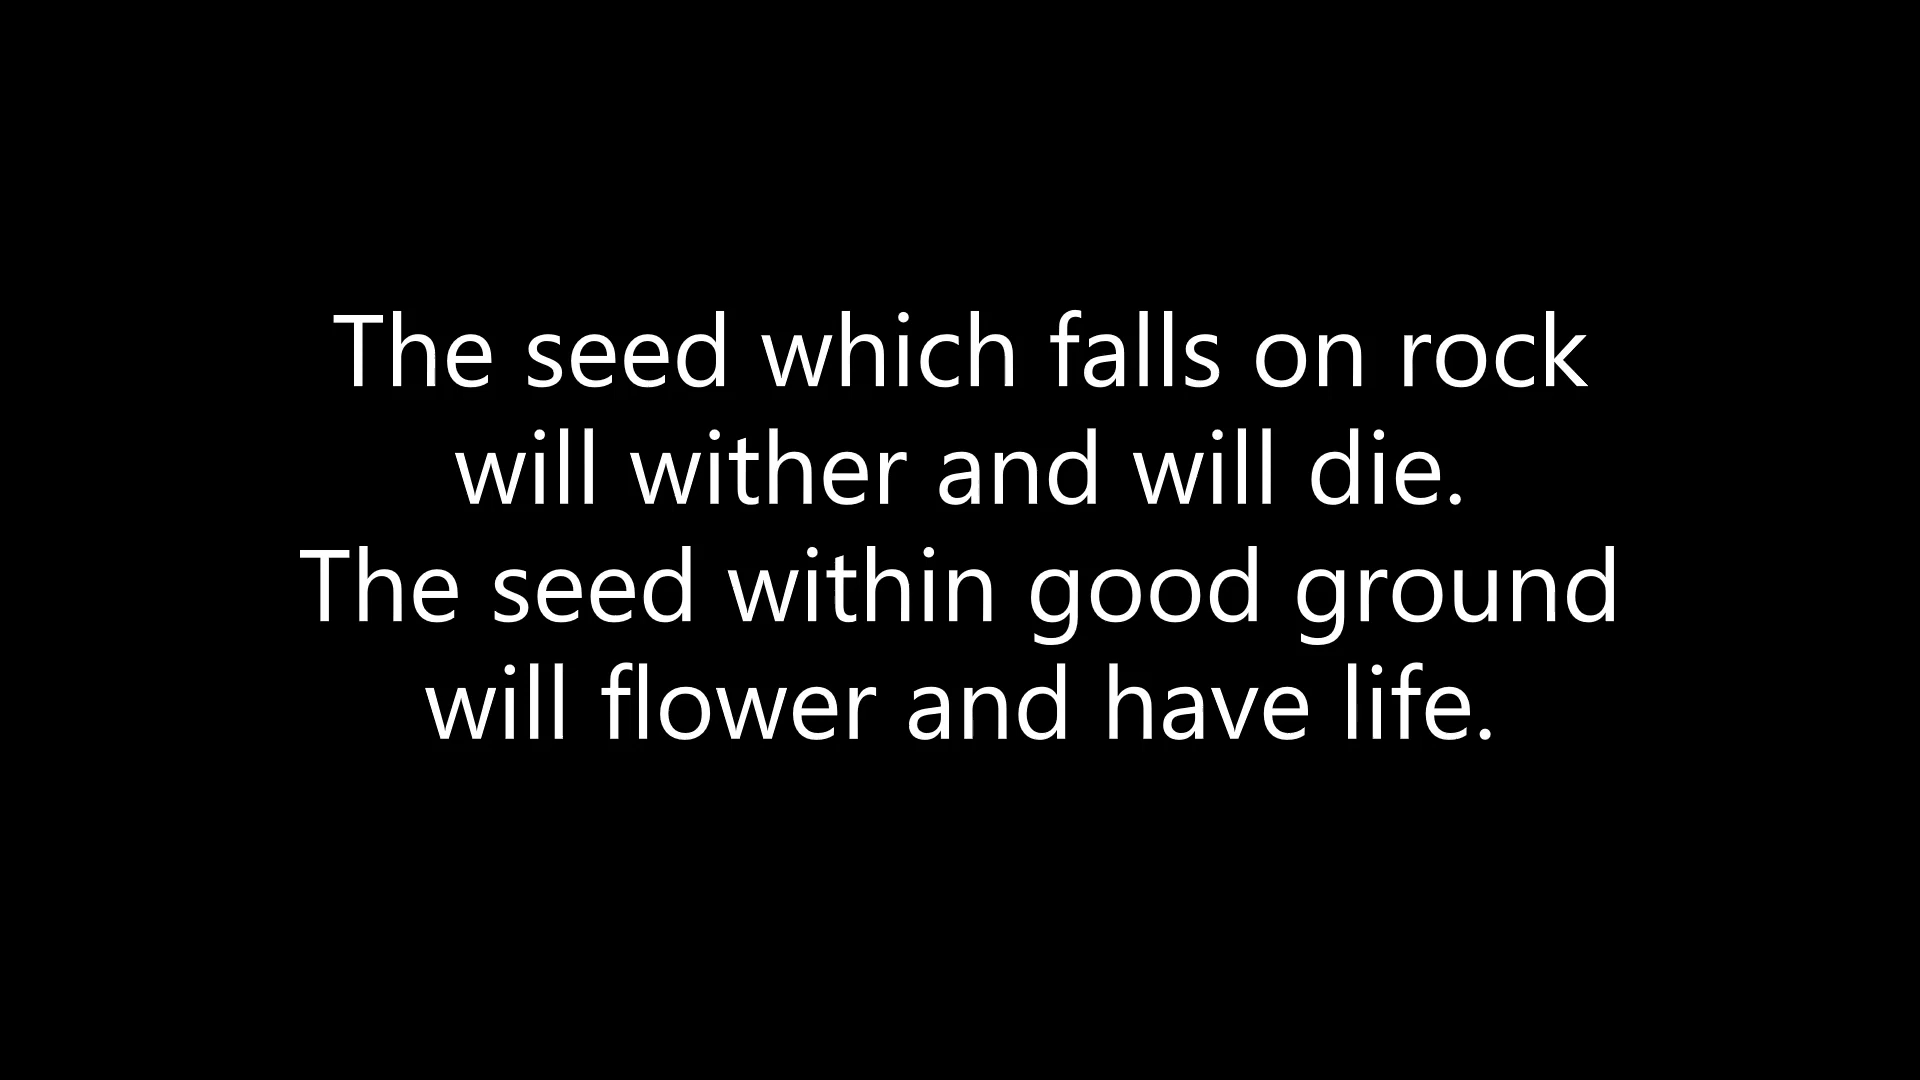 The seed which falls on rock
will wither and will die.
The seed within good ground
will flower and have life.